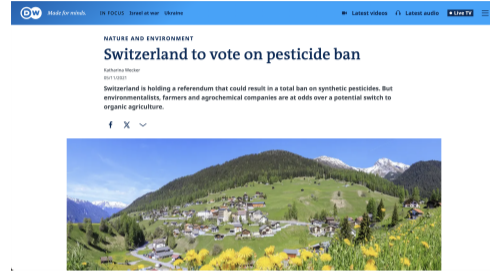 DW Made for minds. IN FOCUS Israel at war Ukraine Latest videos Latest audio Live TV
NATURE AND ENVIRONMENT
Switzerland to vote on pesticide ban
Katharina Wecker
Switzerland is holding a referendum that could result in a total ban on synthetic pesticides. But
environmentalists, farmers and agrochemical companies are at odds over a potential switch to
organic agriculture.